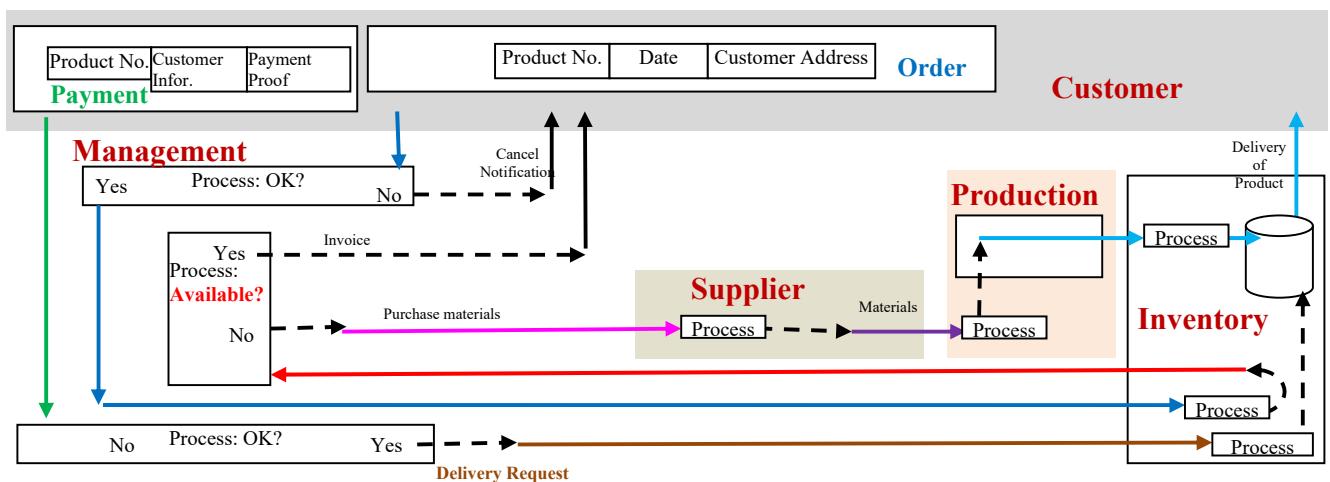 Product No.
Customer
Infor.
Payment
Proof
Payment
Product No.
Date
Customer Address
Order
Customer
Management
Yes
Process: OK?
No
Cancel
Notification
Delivery
of
Product
Yes
Invoice
Process:
Available?
No
Purchase materials
Supplier
Process
Materials
Production
Process
Process
Inventory
Process
No
Process: OK?
Yes
Delivery Request
Process